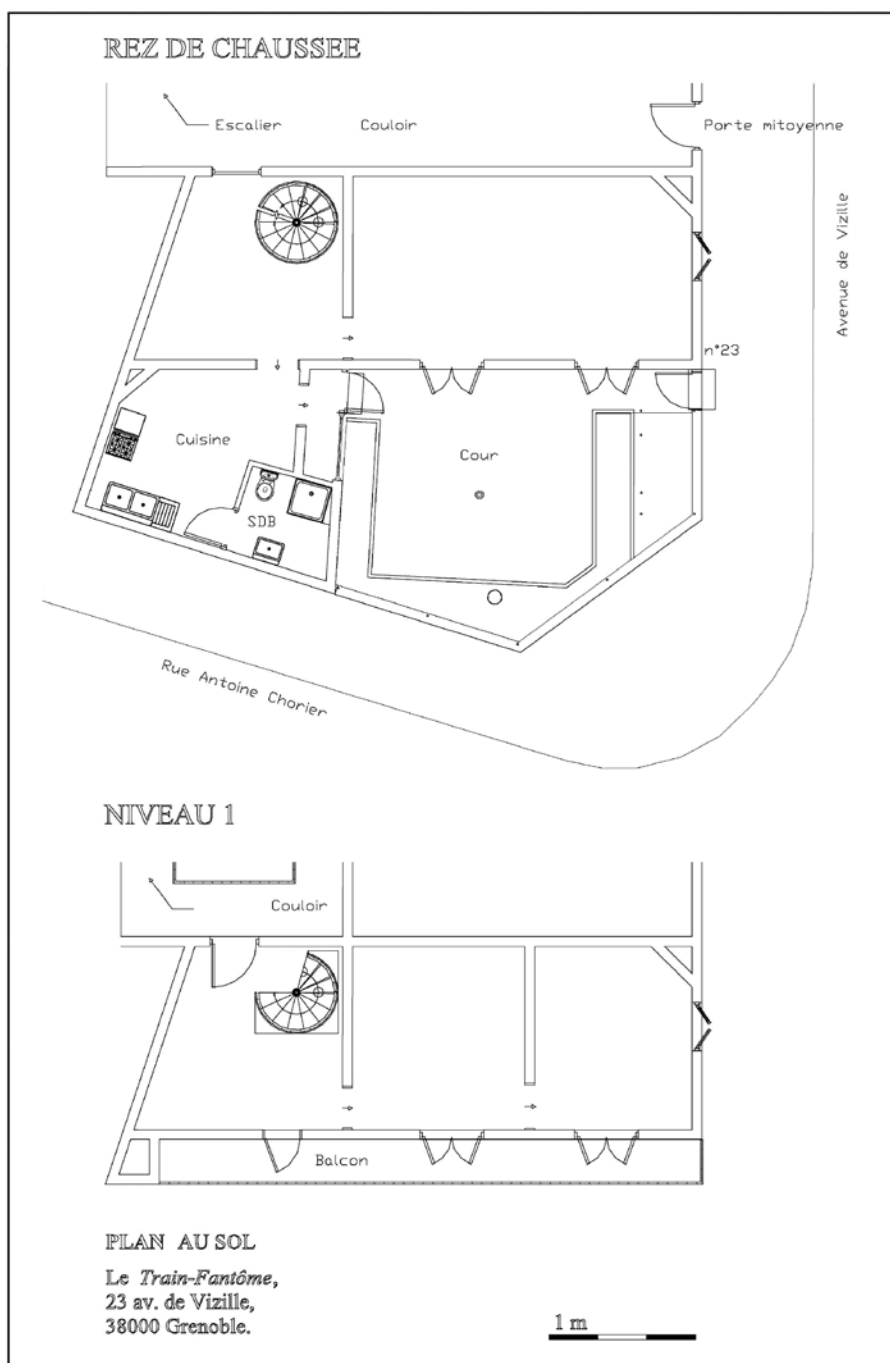 REZ DE CHAUSSEE
Escalier
Couloir
Porte mitoyenne
Avenue de Vizille
n°23
Cuisine
Cour
SDB
Rue Antoine Chorier
NIVEAU 1
Couloir
Balcon
PLAN AU SOL
Le Train-Fantôme,
23 av. de Vizille,
38000 Grenoble.
1 m